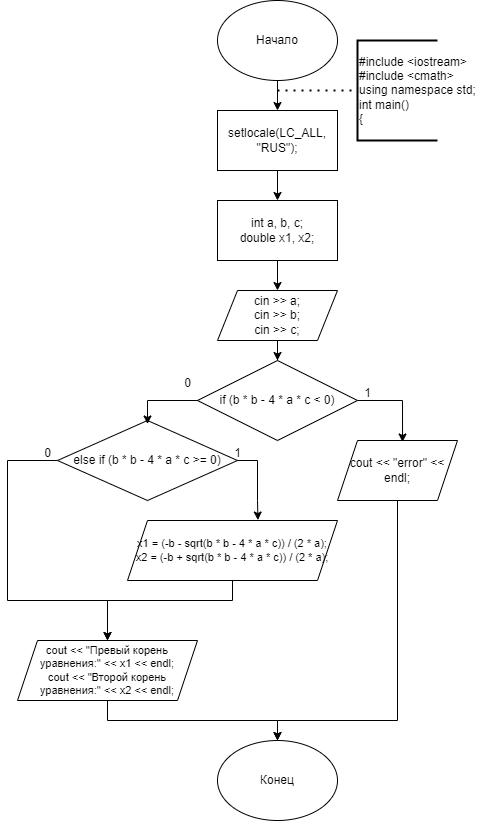 Начало
#include <iostream>
#include <cmath>
using namespace std;
int main()
{
setlocale(LC_ALL,
"RUS");
int a, b, c;
double x1, x2;
cin >> a;
cin >> b;
cin >> c;
0
if (b * b - 4 * a * c < 0)
1
0
else if (b * b - 4 * a * c >= 0)
1
cout << "error" <<
endl;
x1 = (-b - sqrt(b * b - 4 * a * c)) / (2 * a);
x2 = (-b + sqrt(b * b - 4 * a * c)) / (2 * a);
cout << "Превый корень
уравнения:" << x1 << endl;
cout << "Второй корень
уравнения:" << x2 << endl;
Конец